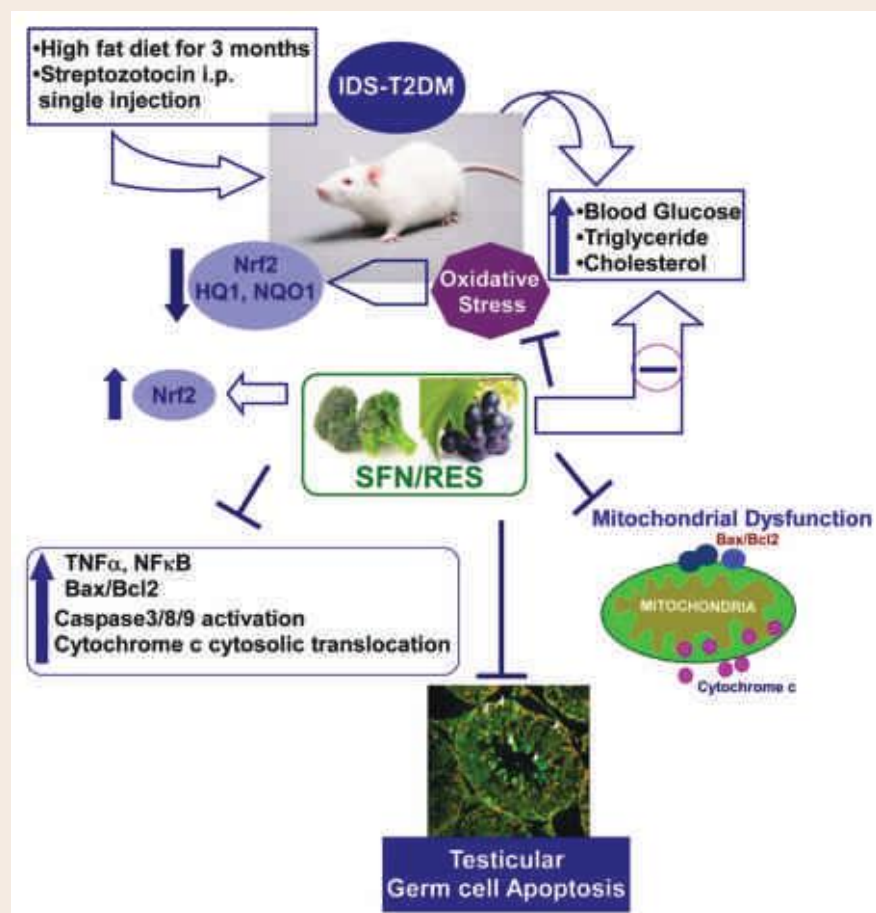 •High fat diet for 3 months
•Streptozotocin i.p.
single injection
IDS-T2DM
•Blood Glucose
•Triglyceride
•Cholesterol
Nrf2
HQ1, NQO1
Oxidative
Stress
Nrf2
SFN/RES
TNFα, NFκB
Bax/Bcl2
Caspase3/8/9 activation
Cytochrome c cytosolic translocation
Mitochondrial Dysfunction
Bax/Bcl2
MITOCHONDRIA
Cytochrome c
Testicular
Germ cell Apoptosis